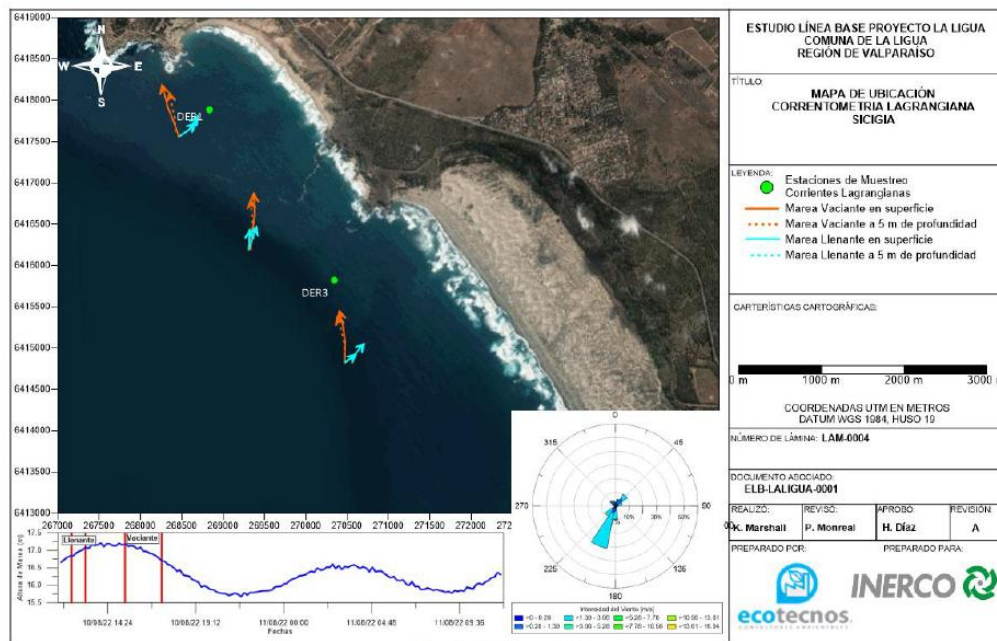 6419000
6418500
6418000
6417500
6417000
6416500
6416000
6415500
6415000
6414500
6414000
6413500
6413000
N
W E
S
DER1
DER3
267000 267500 268000 268500 269000 269500 270000 270500 271000 271500 272000 272
0
45
90
135
180
225
270
315
10% 30% 50%
Altura de Marea (m)
17.5
17.0
16.5
16.0
15.5
Llenante
Vaciante
10/08/22 14:24 10/08/22 19:12 11/08/22 00:00 11/08/22 04:48 11/08/22 09:36
Fechas
Intensidad del Viento (m/s)
ESTUDIO LÍNEA BASE PROYECTO LA LIGUA
COMUNA DE LA LIGUA
REGIÓN DE VALPARAÍSO
TÍTULO:
MAPA DE UBICACIÓN
CORRENTOMETRIA LAGRANGIANA
SICIGIA
LEYENDA:
Estaciones de Muestreo
Corrientes Lagrangianas
Marea Vaciante en superficie
Marea Vaciante a 5 m de profundidad
Marea Llenante en superficie
Marea Llenante a 5 m de profundidad
CARTERÍSTICAS CARTOGRÁFICAS:
0 m 1000 m 2000 m 3000 m
COORDENADAS UTM EN METROS
DATUM WGS 1984, HUSO 19
NÚMERO DE LÁMINA: LAM-0004
DOCUMENTO ASOCIADO:
ELB-LALIGUA-0001
REALIZO: REVISO: APROBO: REVISIÓN:
K. Marshall P. Monreal H. Díaz A
PREPARADO POR: PREPARADO PARA:
ecotecnos
CONSULTORES AMBIENTALES
INERCO